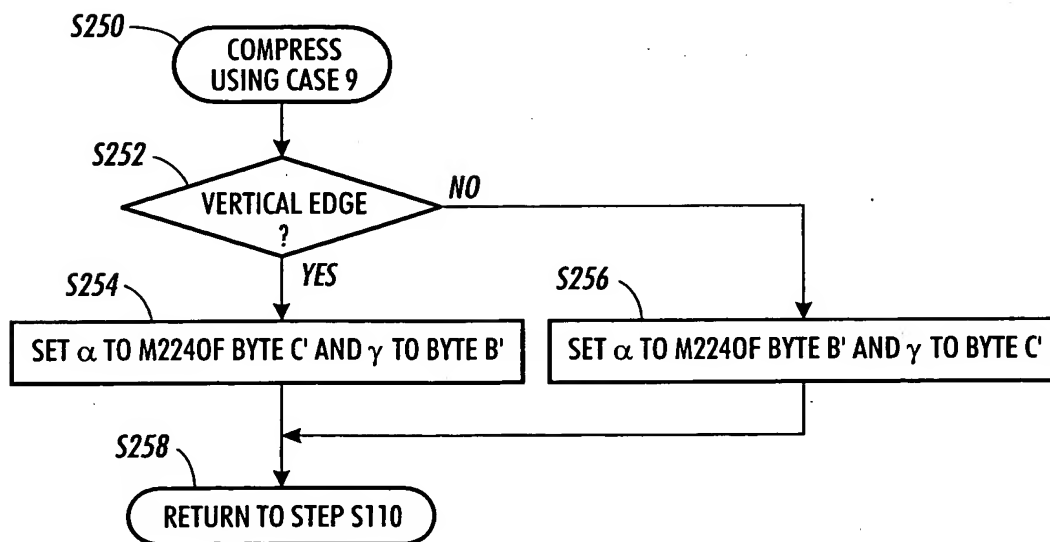 S250
COMPRESS
USING CASE 9
S252
VERTICAL EDGE
?
NO
YES
S254
SET α TO M224OF BYTE C' AND γ TO BYTE B'
S256
SET α TO M224OF BYTE B' AND γ TO BYTE C'
S258
RETURN TO STEP S110